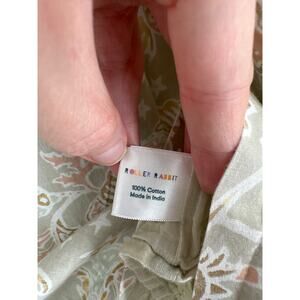 ROLLER RABBIT
100% Cotton
Made in India